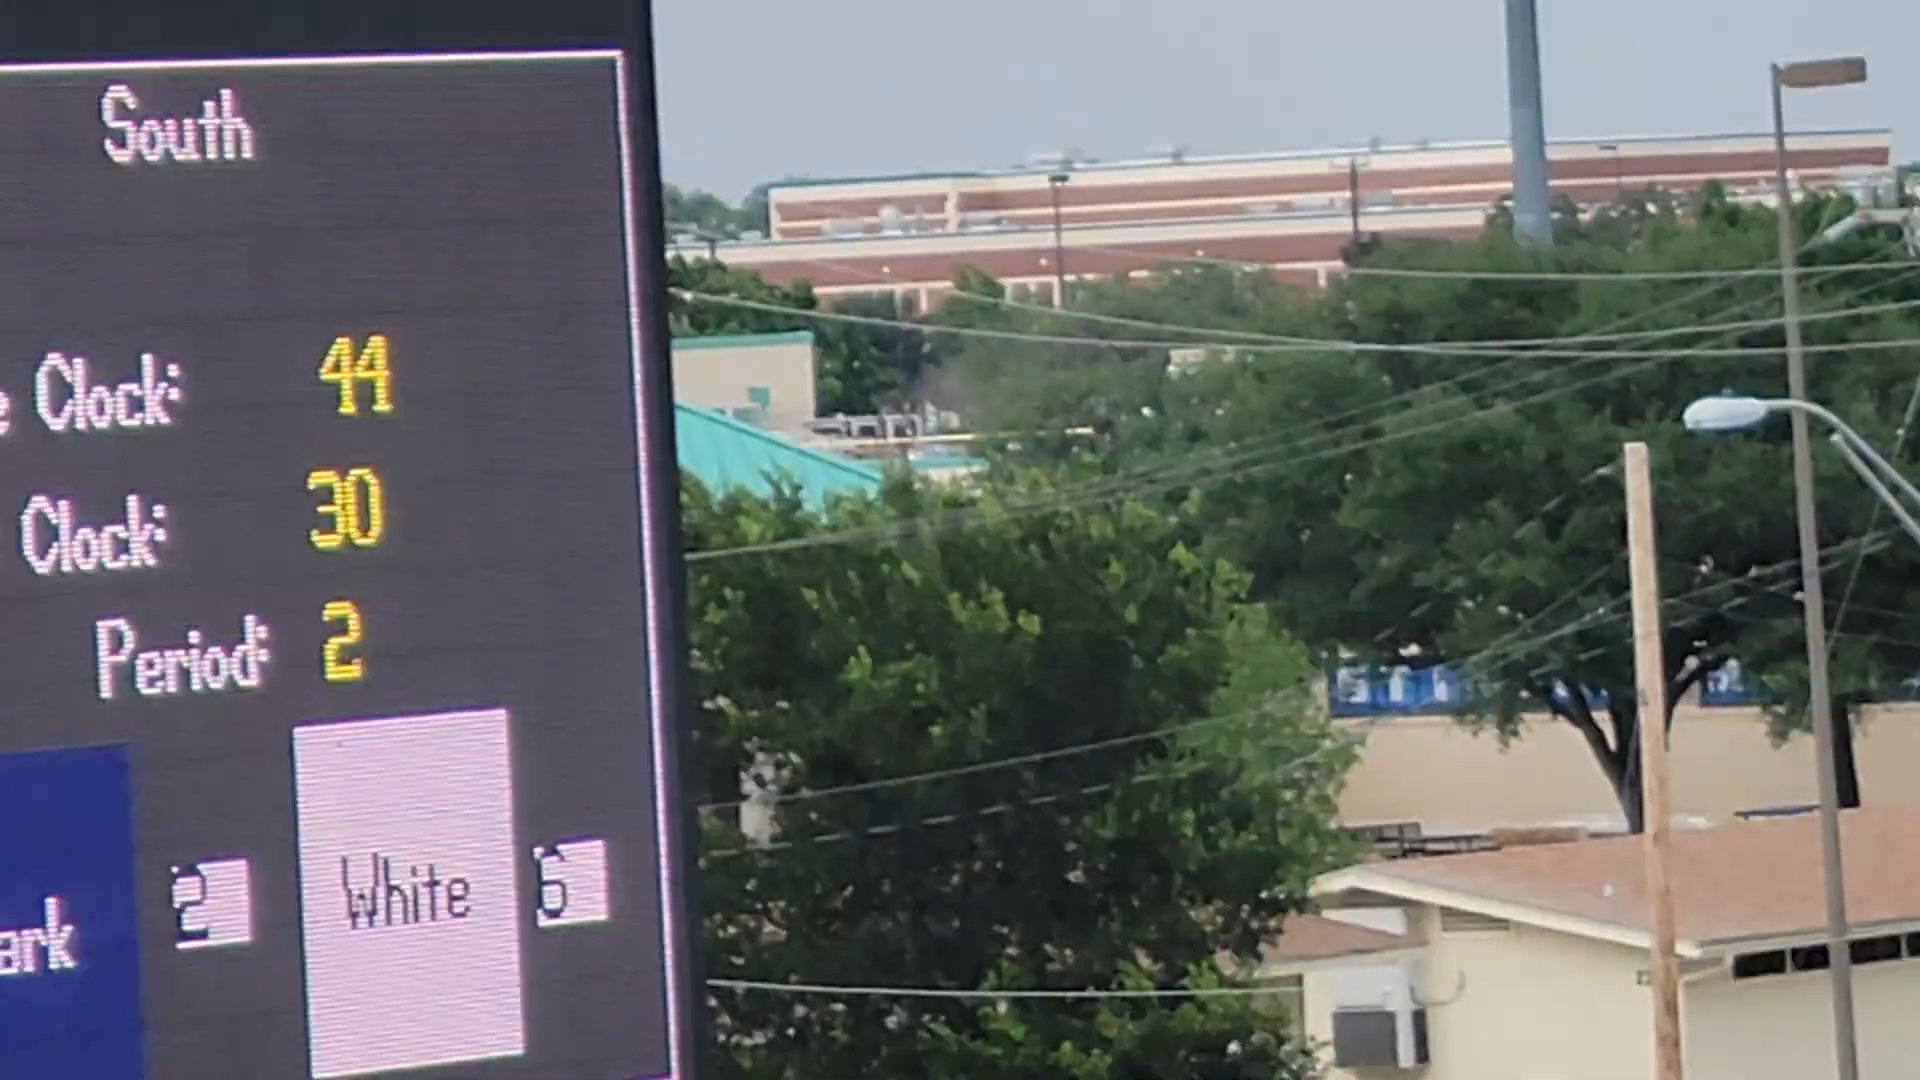 South
e Clock: 44
Clock: 30
Period: 2
ark 2 White 6